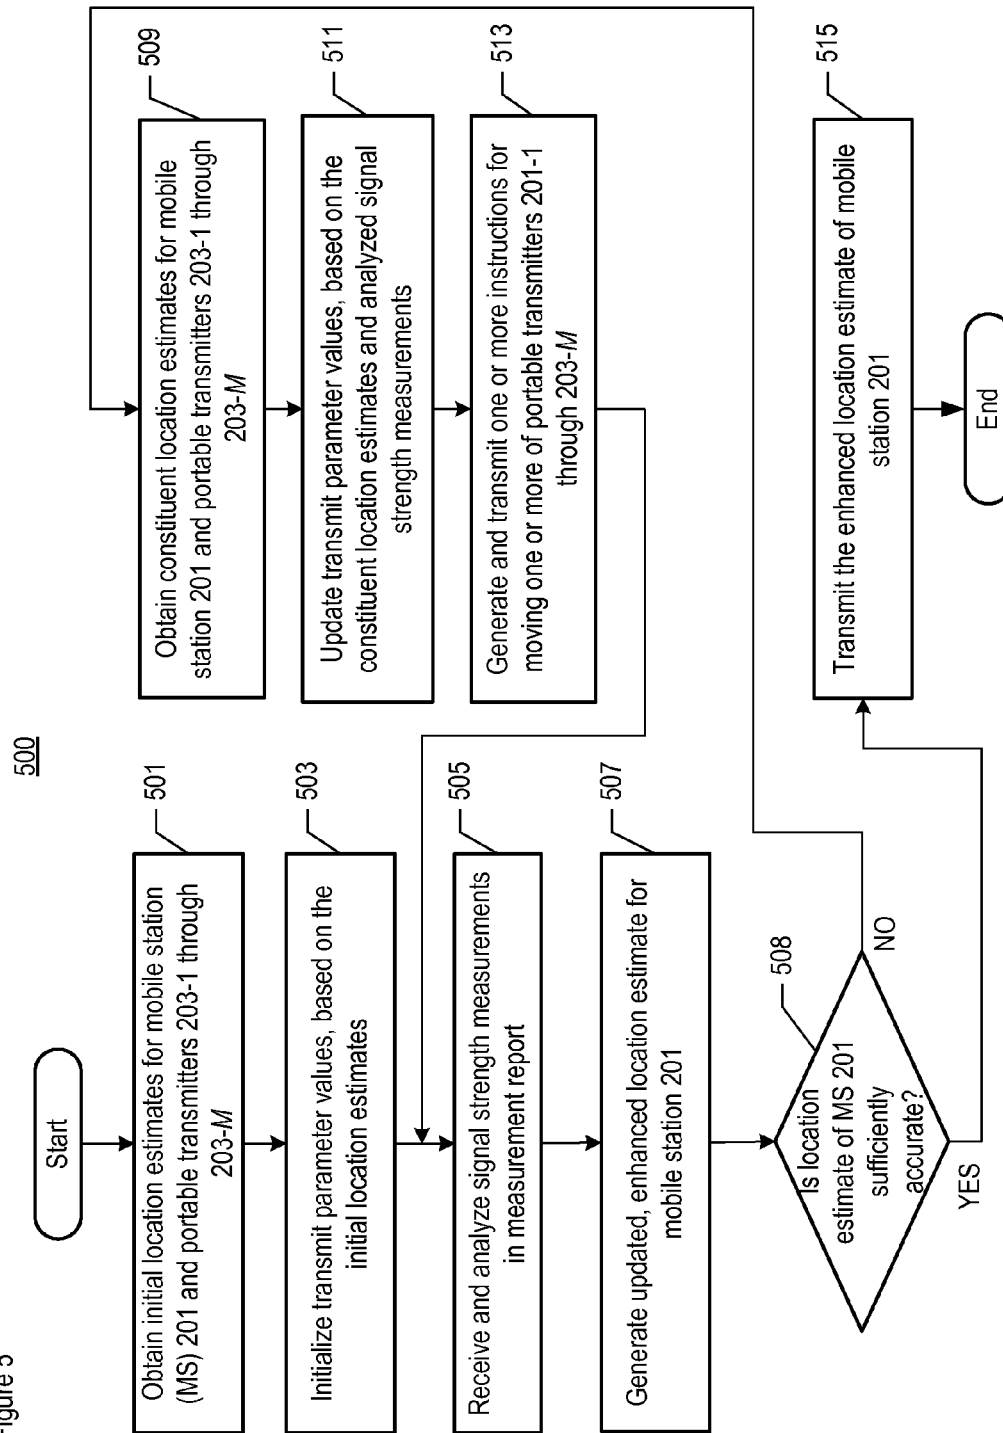 Figure 5
500
Start
Obtain initial location estimates for mobile station
(MS) 201 and portable transmitters 203-1 through
203-M
501
Initialize transmit parameter values, based on the
initial location estimates
503
Receive and analyze signal strength measurements
in measurement report
505
Generate updated, enhanced location estimate for
mobile station 201
507
Is location
estimate of MS 201
sufficiently
accurate?
508
NO
YES
Obtain constituent location estimates for mobile
station 201 and portable transmitters 203-1 through
203-M
509
Update transmit parameter values, based on the
constituent location estimates and analyzed signal
strength measurements
511
Generate and transmit one or more instructions for
moving one or more of portable transmitters 201-1
through 203-M
513
Transmit the enhanced location estimate of mobile
station 201
515
End